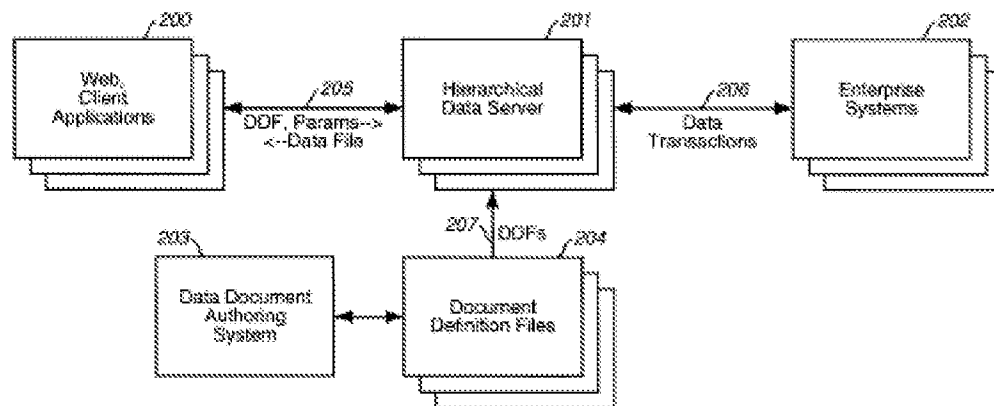 200
201
202
Web,
Client
Applications
205
DDF, Params-->
<--Data File
Hierarchical
Data Server
206
Data
Transactions
Enterprise
Systems
207
DDFs
203
204
Data Document
Authoring
System
Document
Definition Files